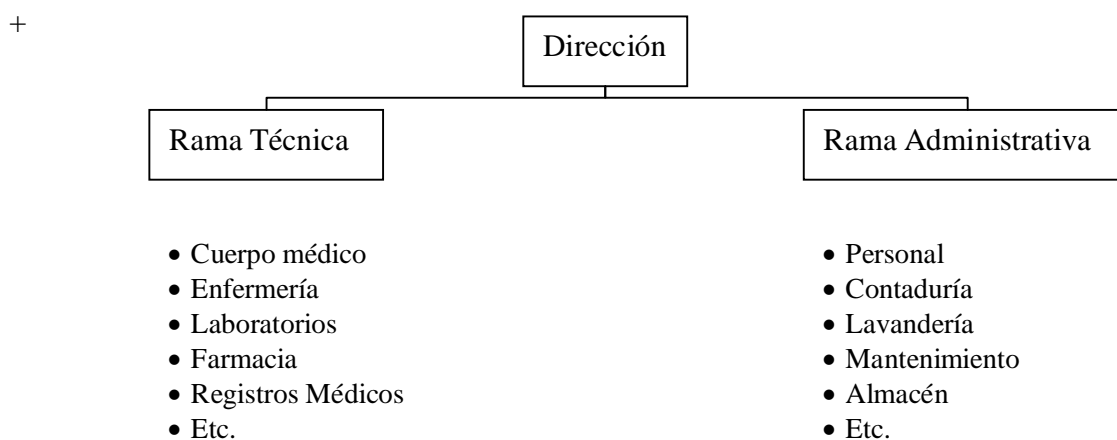 +
Dirección
Rama Técnica
Rama Administrativa
• Cuerpo médico
• Enfermería
• Laboratorios
• Farmacia
• Registros Médicos
• Etc.
• Personal
• Contaduría
• Lavandería
• Mantenimiento
• Almacén
• Etc.